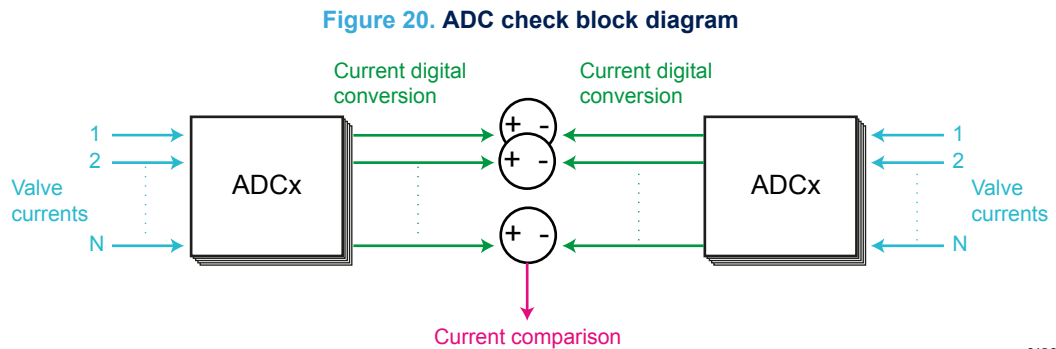 Figure 20. ADC check block diagram
Current digital
conversion
Current digital
conversion
1
2
Valve
currents
N
ADCx
+ -
+ -
+ -
ADCx
1
2
Valve
currents
N
Current comparison